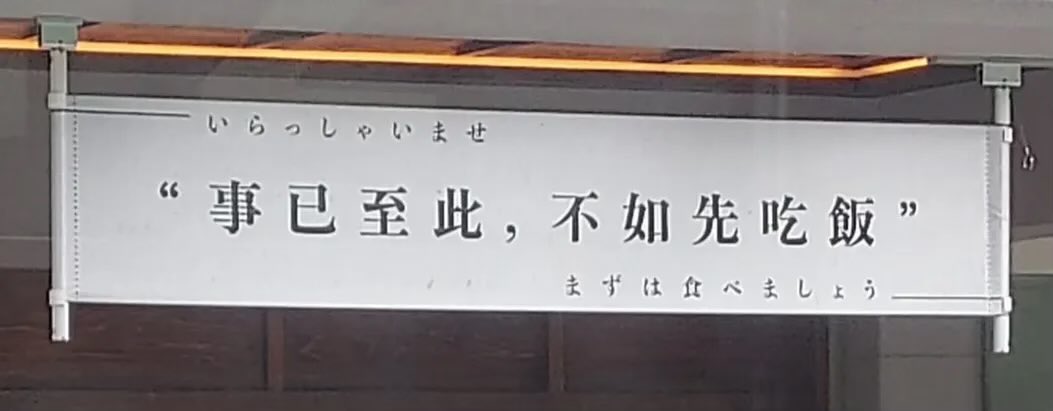 いらっしゃいませ
“事已至此，不如先吃飯”
まずは食べましょう